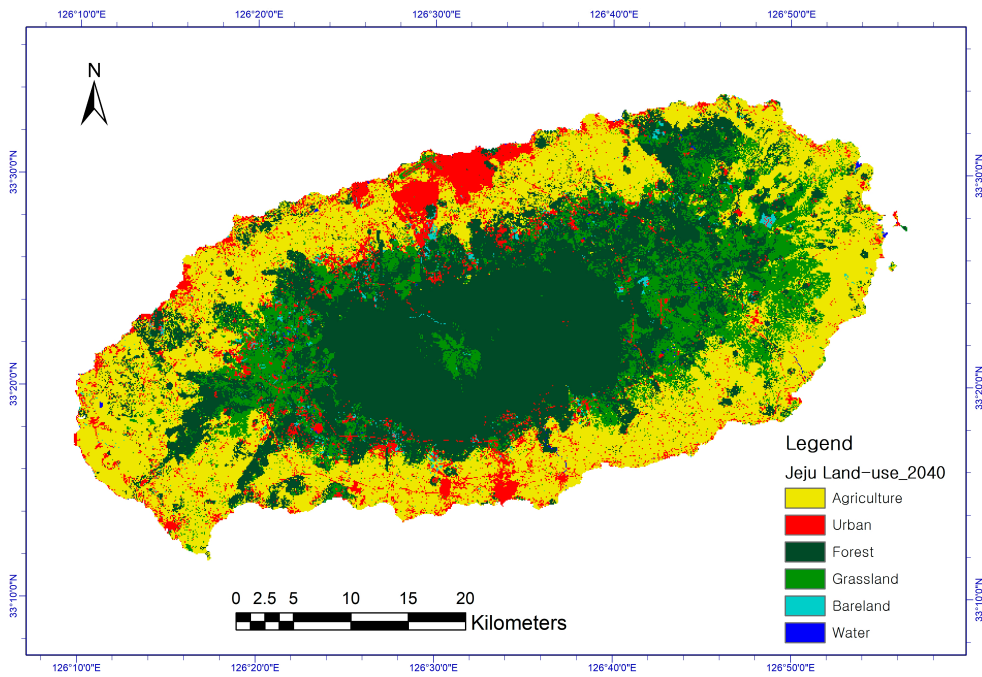 126°10'0"E 126°20'0"E 126°30'0"E 126°40'0"E 126°50'0"E
N
33°30'0"N 33°30'0"N
33°20'0"N 33°20'0"N
33°10'0"N 33°10'0"N
Legend
Jeju Land-use_2040
Agriculture
Urban
Forest
Grassland
Bareland
Water
0 2.5 5 10 15 20
Kilometers
126°10'0"E 126°20'0"E 126°30'0"E 126°40'0"E 126°50'0"E